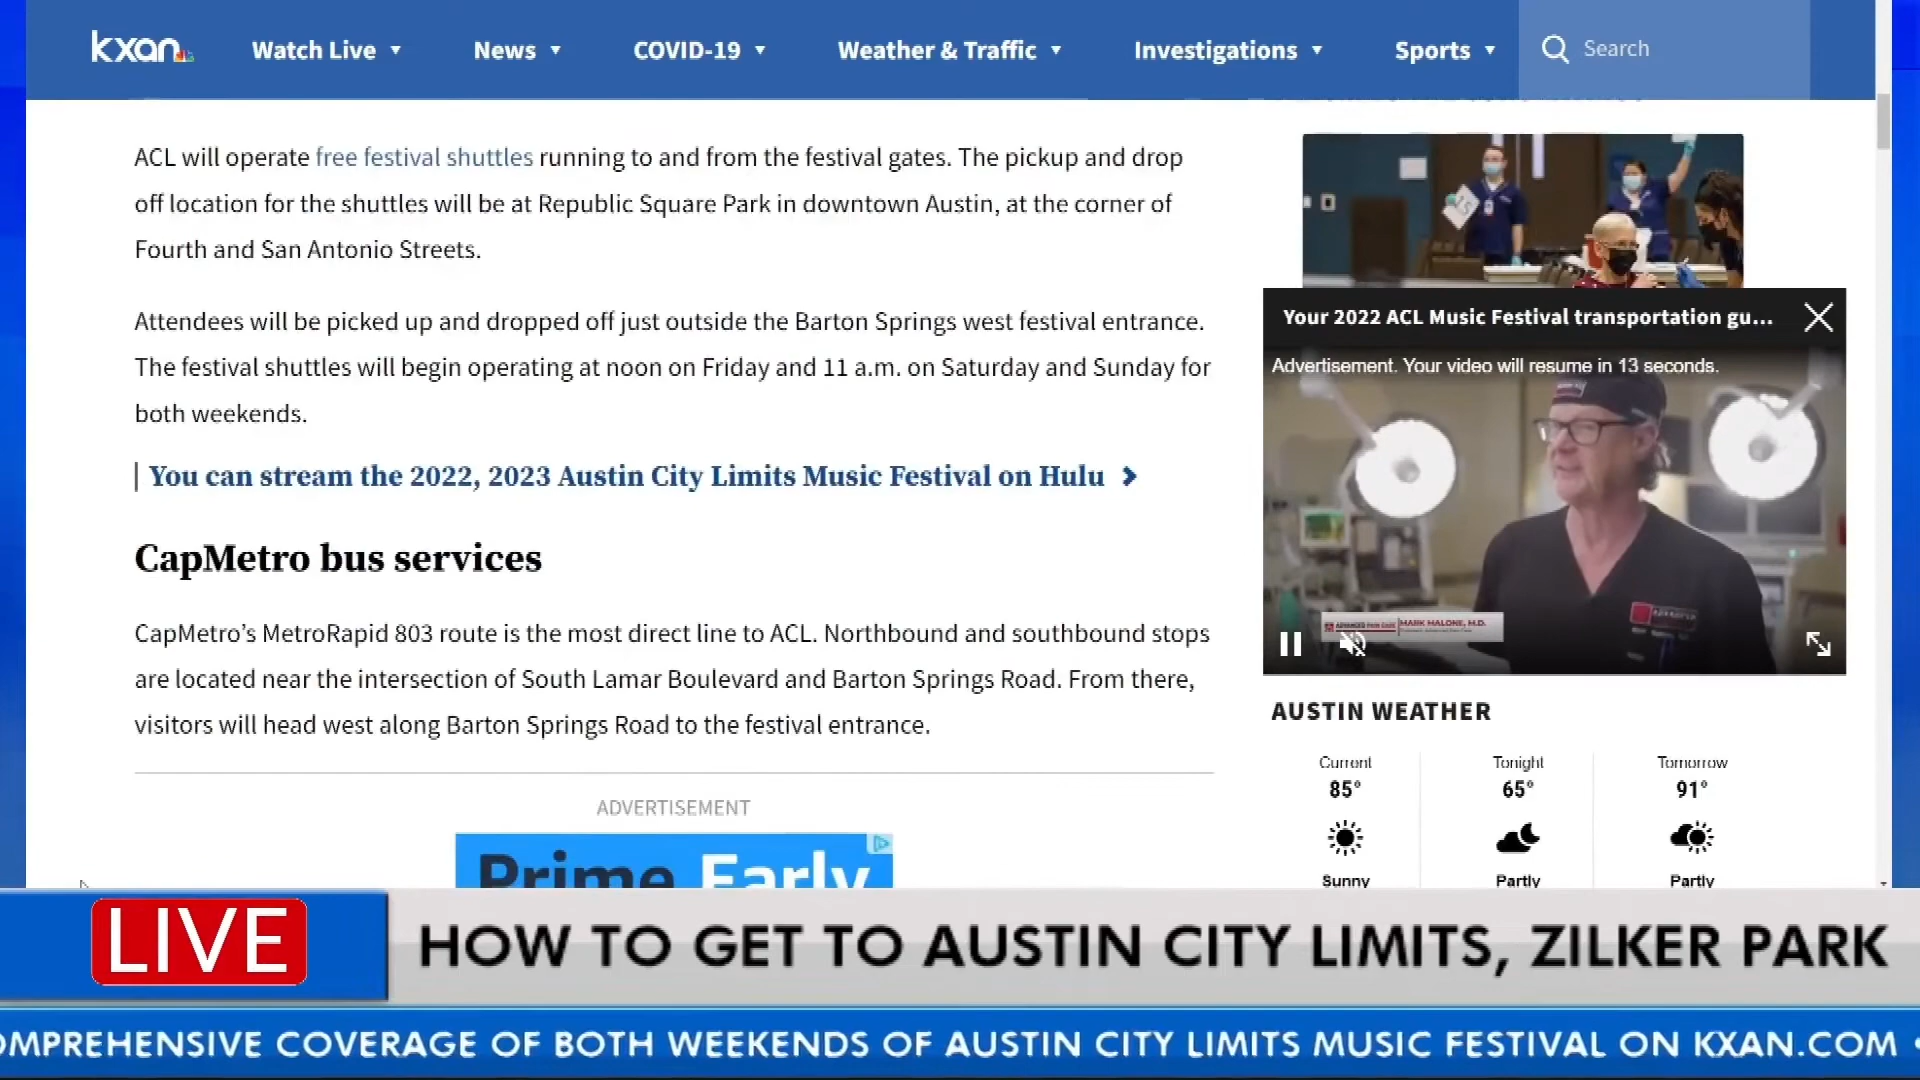 kxan
Watch Live
News
COVID-19
Weather & Traffic
Investigations
Sports
Search
ACL will operate free festival shuttles running to and from the festival gates. The pickup and drop
off location for the shuttles will be at Republic Square Park in downtown Austin, at the corner of
Fourth and San Antonio Streets.
Attendees will be picked up and dropped off just outside the Barton Springs west festival entrance.
The festival shuttles will begin operating at noon on Friday and 11 a.m. on Saturday and Sunday for
both weekends.
You can stream the 2022, 2023 Austin City Limits Music Festival on Hulu
CapMetro bus services
CapMetro’s MetroRapid 803 route is the most direct line to ACL. Northbound and southbound stops
are located near the intersection of South Lamar Boulevard and Barton Springs Road. From there,
visitors will head west along Barton Springs Road to the festival entrance.
ADVERTISEMENT
Prime Early
15
Your 2022 ACL Music Festival transportation gu...
Advertisement. Your video will resume in 13 seconds.
ADVANCED PAIN CARE
MARK MALONE, M.D.
AUSTIN WEATHER
Current
85°
Sunny
Tonight
65°
Partly
Tomorrow
91°
Partly
LIVE
HOW TO GET TO AUSTIN CITY LIMITS, ZILKER PARK
OMPREHENSIVE COVERAGE OF BOTH WEEKENDS OF AUSTIN CITY LIMITS MUSIC FESTIVAL ON KXAN.COM •